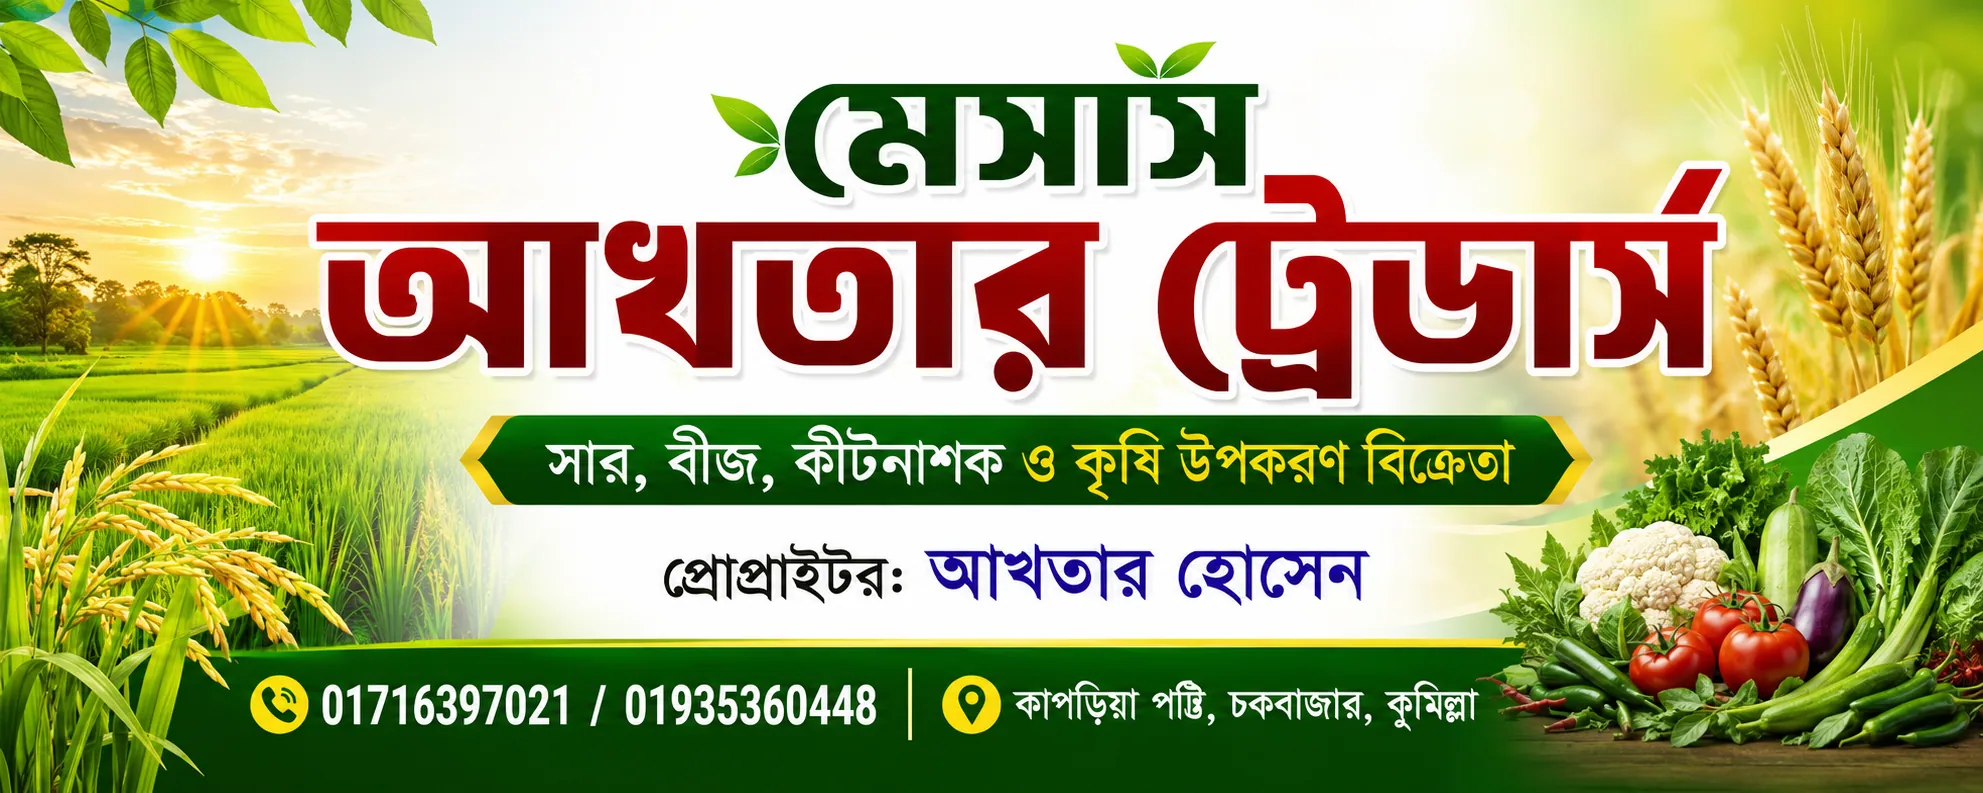 মেসার্স
আখতার ট্রেডার্স
সার, বীজ, কীটনাশক ও কৃষি উপকরণ বিক্রেতা
প্রোপ্রাইটর: আখতার হোসেন
01716397021 / 01935360448
কাপড়িয়া পট্টি, চকবাজার, কুমিল্লা